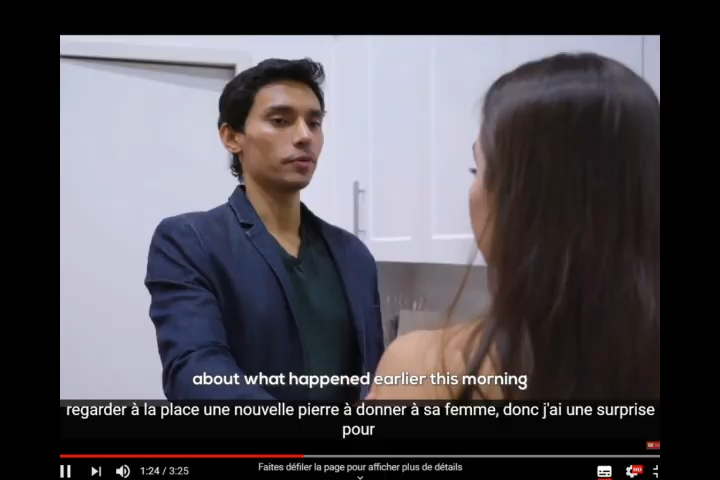 about what happened earlier this morning
regarder à la place une nouvelle pierre à donner à sa femme, donc j'ai une surprise
pour
1:24 / 3:25
Faites défiler la page pour afficher plus de détails
HD